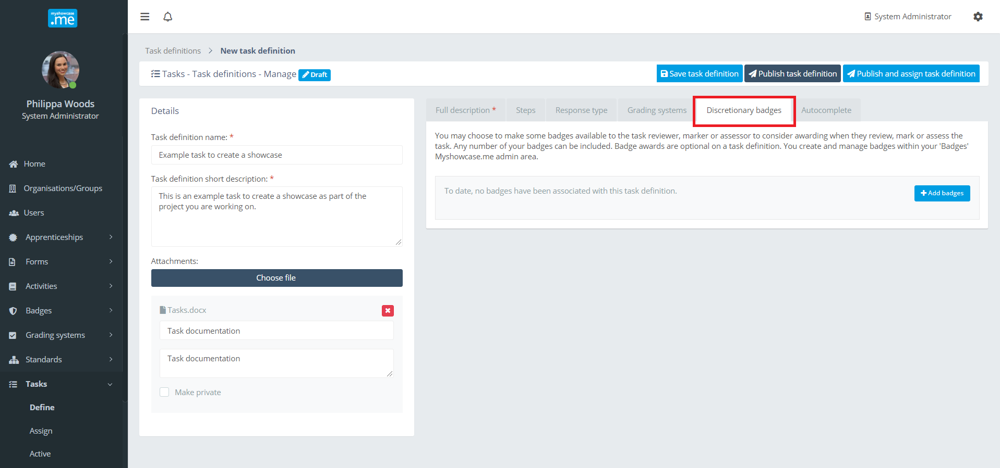 myshowcase
.me
Philippa Woods
System Administrator
Home
Organisations/Groups
Users
Apprenticeships
Forms
Activities
Badges
Grading systems
Standards
Tasks
Define
Assign
Active
System Administrator
Task definitions > New task definition
Tasks - Task definitions - Manage Draft
Save task definition
Publish task definition
Publish and assign task definition
Details
Task definition name: *
Example task to create a showcase
Task definition short description: *
This is an example task to create a showcase as part of the
project you are working on.
Attachments:
Choose file
Tasks.docx
Task documentation
Task documentation
Make private
Full description *
Steps
Response type
Grading systems
Discretionary badges
Autocomplete
You may choose to make some badges available to the task reviewer, marker or assessor to consider awarding when they review, mark or assess the
task. Any number of your badges can be included. Badge awards are optional on a task definition. You create and manage badges within your 'Badges'
Myshowcase.me admin area.
To date, no badges have been associated with this task definition.
Add badges